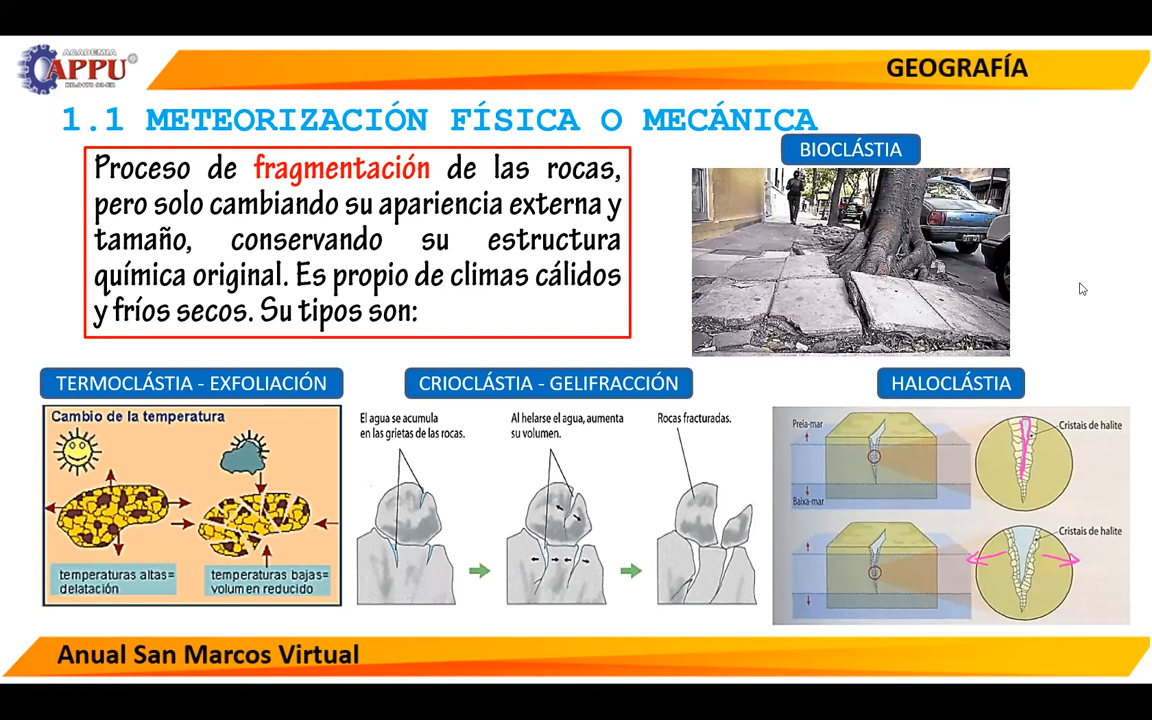 ACADEMIA
APPU
GEOGRAFÍA
1.1 METEORIZACIÓN FÍSICA O MECÁNICA
Proceso de fragmentación de las rocas,
pero solo cambiando su apariencia externa y
tamaño, conservando su estructura
química original. Es propio de climas cálidos
y fríos secos. Su tipos son:
BIOCLÁSTIA
TERMOCLÁSTIA - EXFOLIACIÓN
Cambio de la temperatura
temperaturas altas=
delatación
temperaturas bajas=
volumen reducido
CRIOCLÁSTIA - GELIFRACCIÓN
El agua se acumula
en las grietas de las rocas.
Al helarse el agua, aumenta
su volumen.
Rocas fracturadas.
HALOCLÁSTIA
Preia-mar
Baixa-mar
Cristais de halite
Cristais de halite
Anual San Marcos Virtual